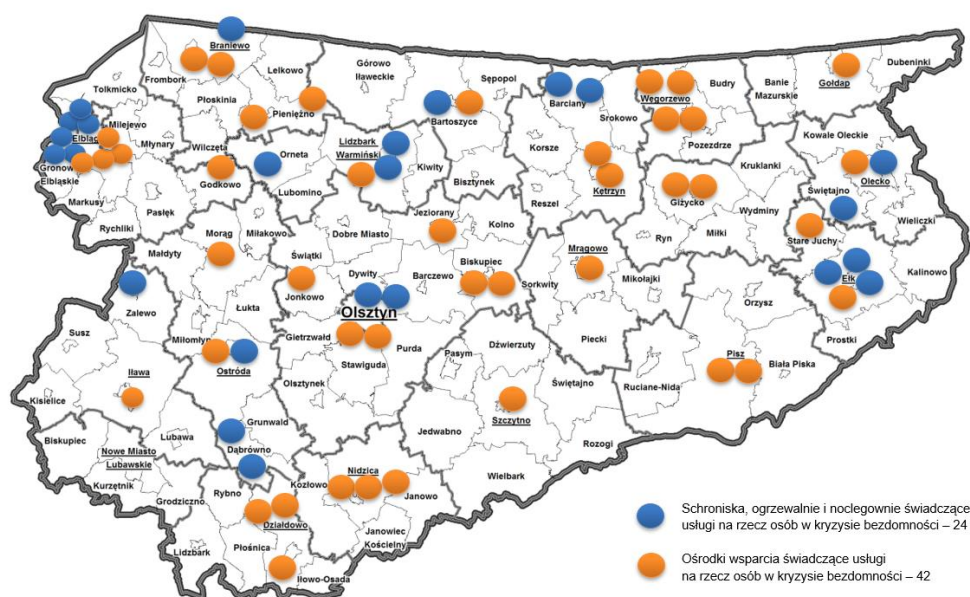 Braniewo
Frombork
Lelkowo
Górowo
Iławeckie
Sępopol
Barciany
Węgorzewo
Budry
Banie
Mazurskie
Gołdap
Dubeninki
Tolkmicko
Płoskinia
Pieniężno
Bartoszyce
Srokowo
Pozezdrze
Milejewo
Elbląg
Młynary
Wilczęta
Orneta
Lidzbark
Warmiński
Kiwity
Korsze
Kowale Oleckie
Gronowo
Elbląskie
Godkowo
Lubomino
Bisztynek
Kętrzyn
Kruklanki
Olecko
Markusy
Pasłęk
Reszel
Giżycko
Świętajno
Wieliczki
Rychliki
Morąg
Miłakowo
Dobre Miasto
Jeziorany
Kolno
Wydminy
Stare Juchy
Małdyty
Świątki
Mrągowo
Ryn
Miłki
Dywity
Barczewo
Biskupiec
Sorkwity
Mikołajki
Ełk
Kalinowo
Jonkowo
Zalewo
Łukta
Olsztyn
Orzysz
Susz
Miłomłyn
Gietrzwałd
Purda
Dźwierzuty
Piecki
Prostki
Stawiguda
Pasym
Pisz
Biała Piska
Iława
Ostróda
Olsztynek
Świętajno
Ruciane-Nida
Kisielice
Szczytno
Grunwald
Biskupiec
Lubawa
Jedwabno
Rozogi
Nowe Miasto
Lubawskie
Dąbrówno
Wielbark
Kurzętnik
Rybno
Kozłowo
Nidzica
Janowo
Grodziczno
Działdowo
Janowiec
Kościelny
Lidzbark
Płośnica
Iłowo-Osada
Schroniska, ogrzewalnie i noclegownie świadczące
usługi na rzecz osób w kryzysie bezdomności – 24
Ośrodki wsparcia świadczące usługi
na rzecz osób w kryzysie bezdomności – 42